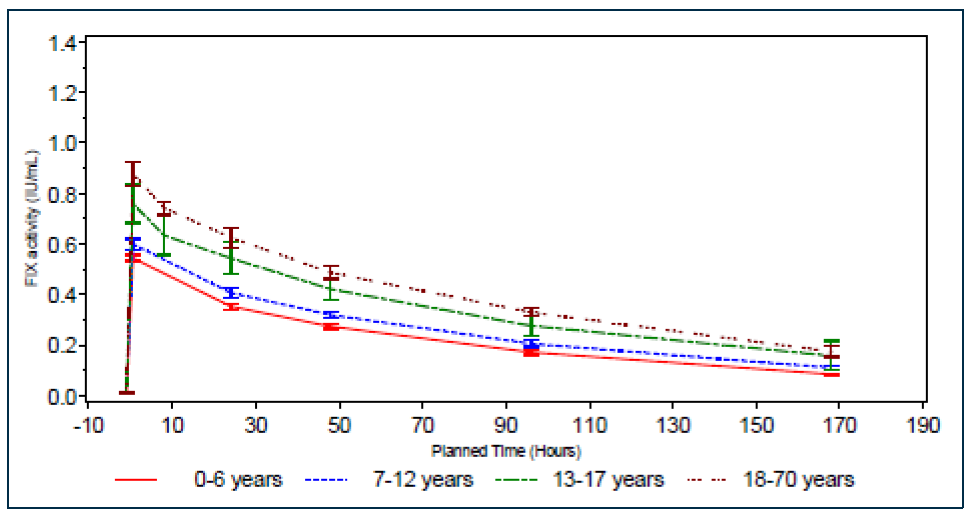 1.4
1.2
1.0
0.8
0.6
0.4
0.2
0.0
FIX activity (IU/mL)
-10 10 30 50 70 90 110 130 150 170 190
Planned Time (Hours)
0-6 years 7-12 years 13-17 years 18-70 years